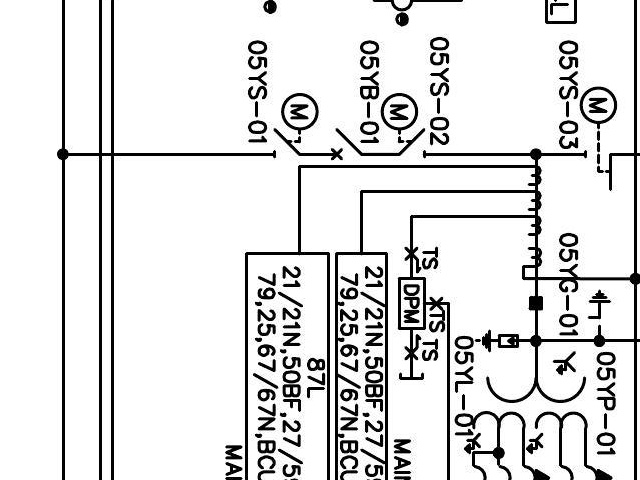 L
05YS-03
M
05YS-02
M
05YB-01
M
05YS-01
05YG-01
05YP-01
TS
DPM
TS
TS
05YL-01
Y
Y
Y
21/21N,50BF,27/5
79,25,67/67N,BCU
MAIN
87L
21/21N,50BF,27/5
79,25,67/67N,BCU
MAI